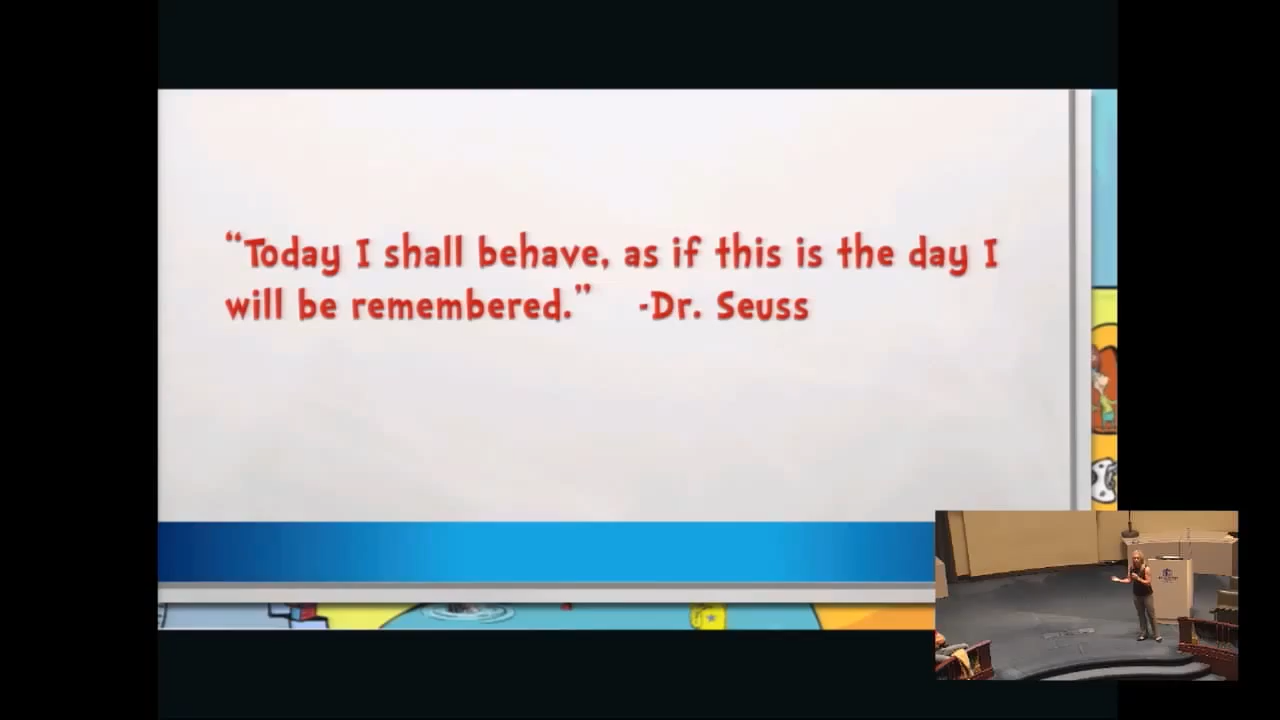 “Today I shall behave, as if this is the day I
will be remembered.” -Dr. Seuss